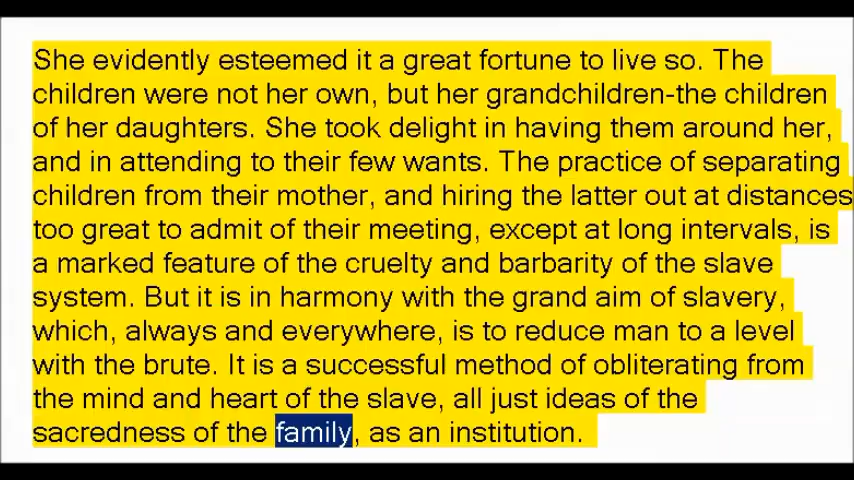 She evidently esteemed it a great fortune to live so. The
children were not her own, but her grandchildren-the children
of her daughters. She took delight in having them around her,
and in attending to their few wants. The practice of separating
children from their mother, and hiring the latter out at distances
too great to admit of their meeting, except at long intervals, is
a marked feature of the cruelty and barbarity of the slave
system. But it is in harmony with the grand aim of slavery,
which, always and everywhere, is to reduce man to a level
with the brute. It is a successful method of obliterating from
the mind and heart of the slave, all just ideas of the
sacredness of the family, as an institution.